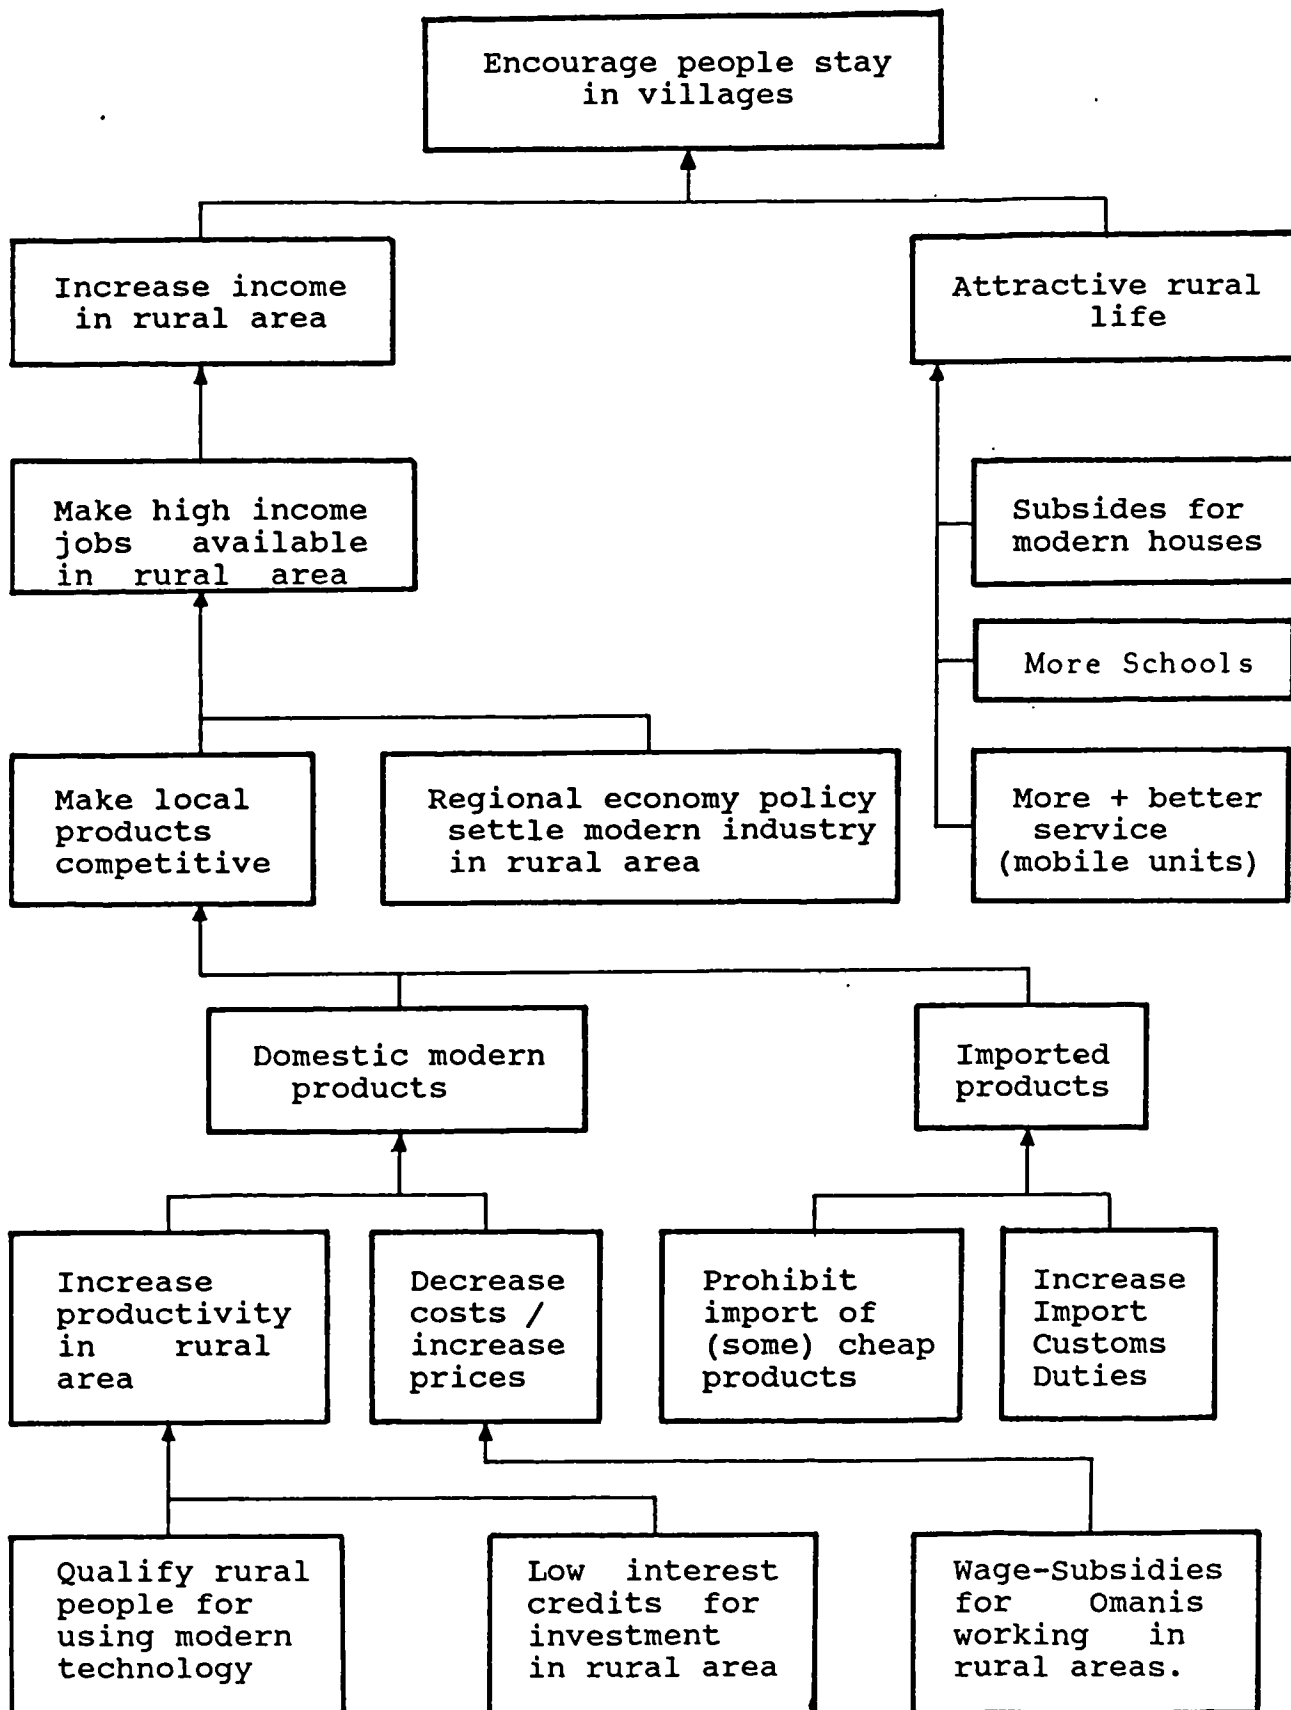 Encourage people stay
in villages
Increase income
in rural area
Attractive rural
life
Make high income
jobs available
in rural area
Subsides for
modern houses
More Schools
Make local
products
competitive
Regional economy policy
settle modern industry
in rural area
More + better
service
(mobile units)
Domestic modern
products
Imported
products
Increase
productivity
in rural
area
Decrease
costs /
increase
prices
Prohibit
import of
(some) cheap
products
Increase
Import
Customs
Duties
Qualify rural
people for
using modern
technology
Low interest
credits for
investment
in rural area
Wage-Subsidies
for Omanis
working in
rural areas.